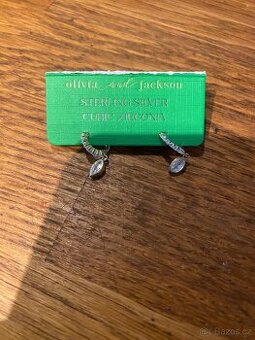 olivia and jackson
STERLING SILVER
CUBIC ZIRCONIA